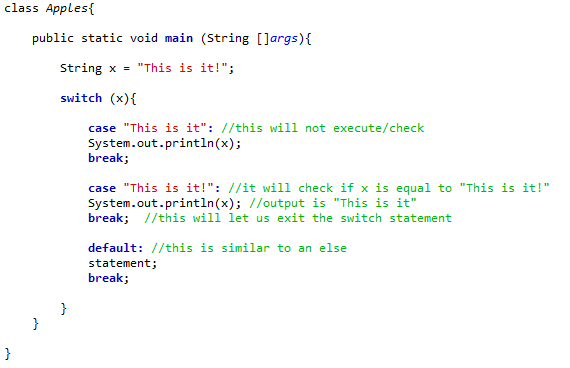 class Apples{
public static void main (String []args){
String x = "This is it!";
switch (x){
case "This is it": //this will not execute/check
System.out.println(x);
break;
case "This is it!": //it will check if x is equal to "This is it!"
System.out.println(x); //output is "This is it"
break;  //this will let us exit the switch statement
default: //this is similar to an else
statement;
break;
}
}
}